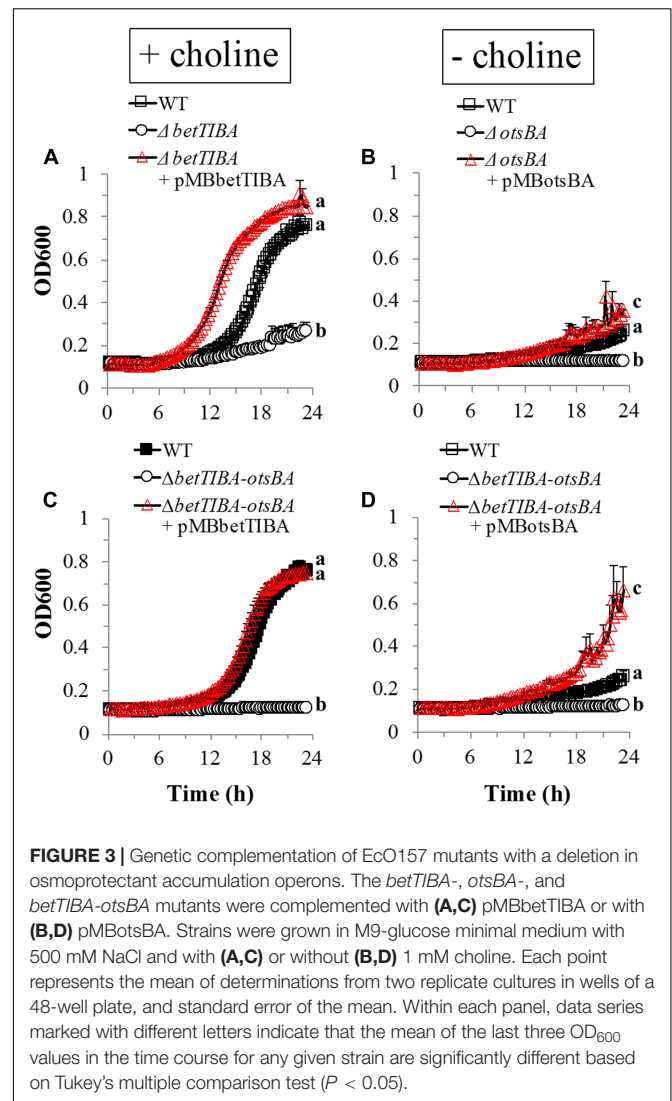 + choline
- choline
WT
ΔbetTIBA
ΔbetTIBA
+ pMBbetTIBA
WT
ΔotsBA
ΔotsBA
+ pMBotsBA
A
B
OD600
1
0.8
0.6
0.4
0.2
0
0 6 12 18 24
a
a
b
1
0.8
0.6
0.4
0.2
0
0 6 12 18 24
c
a
b
WT
ΔbetTIBA-otsBA
ΔbetTIBA-otsBA
+ pMBbetTIBA
WT
ΔbetTIBA-otsBA
ΔbetTIBA-otsBA
+ pMBotsBA
C
D
OD600
1
0.8
0.6
0.4
0.2
0
0 6 12 18 24
a
a
b
Time (h)
1
0.8
0.6
0.4
0.2
0
0 6 12 18 24
c
a
b
Time (h)
FIGURE 3 | Genetic complementation of EcO157 mutants with a deletion in
osmoprotectant accumulation operons. The betTIBA-, otsBA-, and
betTIBA-otsBA mutants were complemented with (A,C) pMBbetTIBA or with
(B,D) pMBotsBA. Strains were grown in M9-glucose minimal medium with
500 mM NaCl and with (A,C) or without (B,D) 1 mM choline. Each point
represents the mean of determinations from two replicate cultures in wells of a
48-well plate, and standard error of the mean. Within each panel, data series
marked with different letters indicate that the mean of the last three OD600
values in the time course for any given strain are significantly different based
on Tukey's multiple comparison test (P < 0.05).